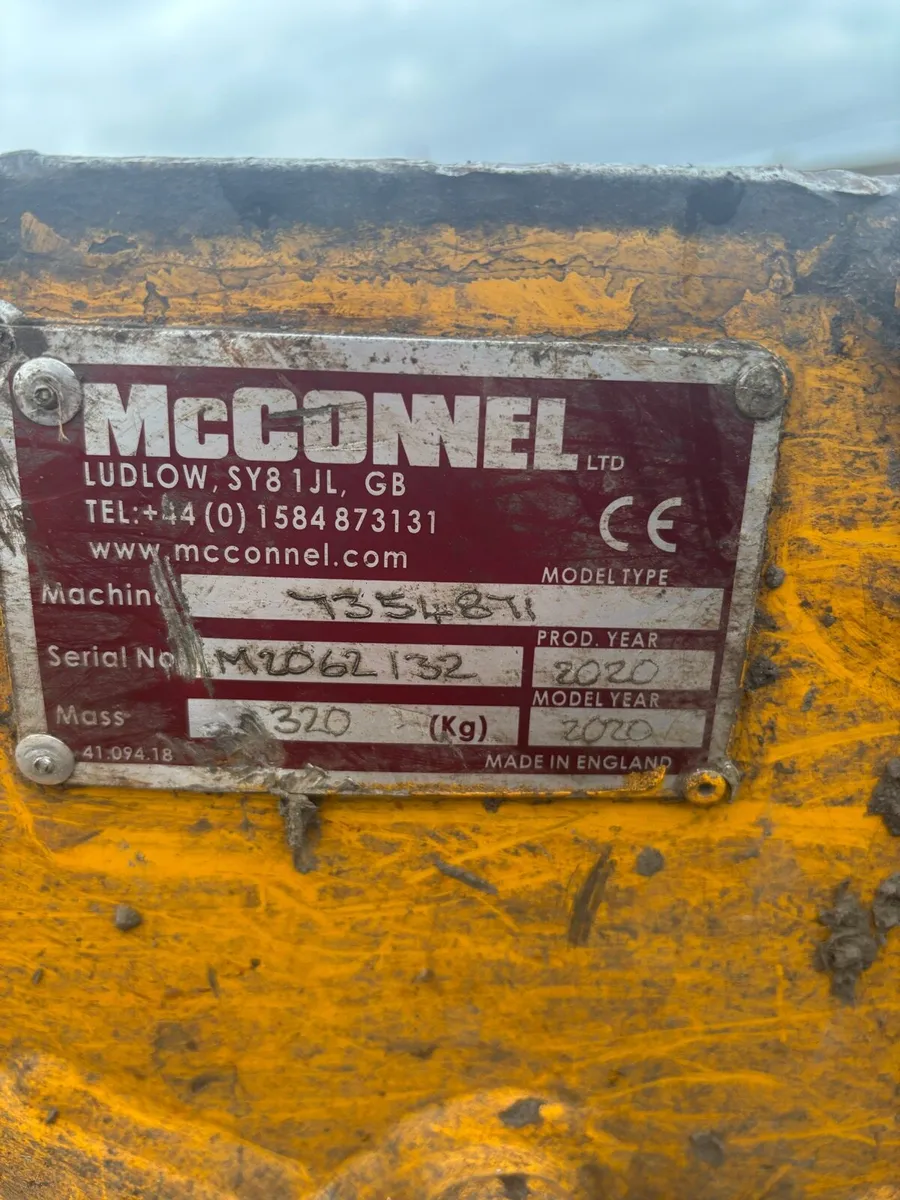 McCONNEL LTD
LUDLOW, SY8 1JL, GB
TEL:+44 (0) 1584 873131
www.mcconnel.com
CE
MODEL TYPE
Machine
PROD. YEAR
Serial No M2062132 2020
MODEL YEAR
Mass 320 (Kg) 2020
41.094.18 MADE IN ENGLAND